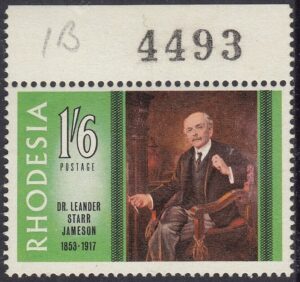 1B
4493
RHODESIA
1/6
POSTAGE
DR. LEANDER
STARR
JAMESON
1853-1917